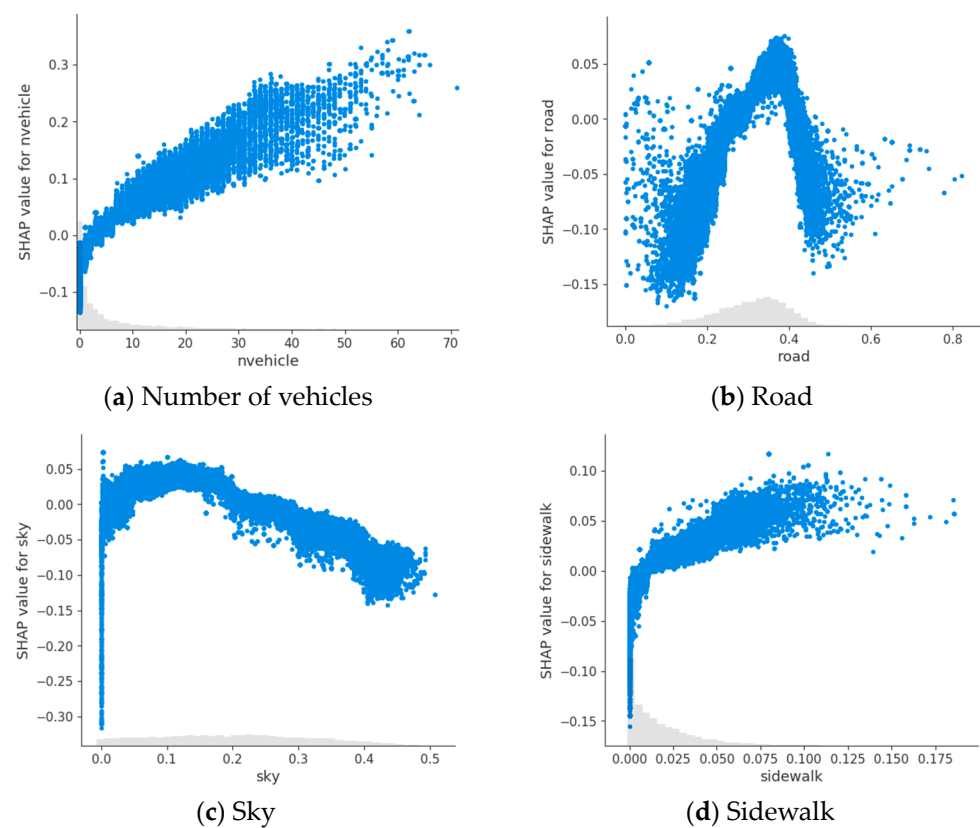 SHAP value for nvehicle
0.3
0.2
0.1
0.0
−0.1
0 10 20 30 40 50 60 70
nvehicle
(a) Number of vehicles
SHAP value for road
0.05
0.00
−0.05
−0.10
−0.15
0.0 0.2 0.4 0.6 0.8
road
(b) Road
SHAP value for sky
0.05
0.00
−0.05
−0.10
−0.15
−0.20
−0.25
−0.30
0.0 0.1 0.2 0.3 0.4 0.5
sky
(c) Sky
SHAP value for sidewalk
0.10
0.05
0.00
−0.05
−0.10
−0.15
0.000 0.025 0.050 0.075 0.100 0.125 0.150 0.175
sidewalk
(d) Sidewalk